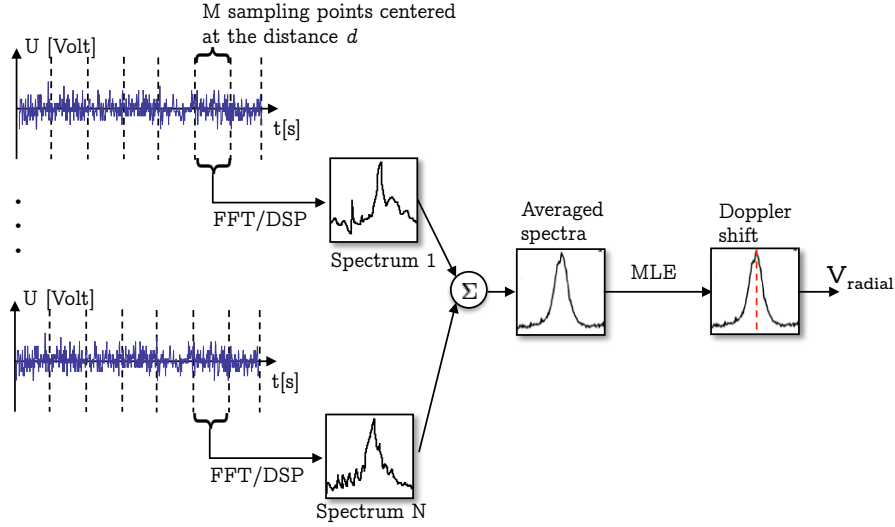 M sampling points centered
at the distance d
U [Volt]
t[s]
FFT/DSP
Spectrum 1
Averaged
spectra
Doppler
shift
Σ
MLE
Vradial
U [Volt]
t[s]
FFT/DSP
Spectrum N